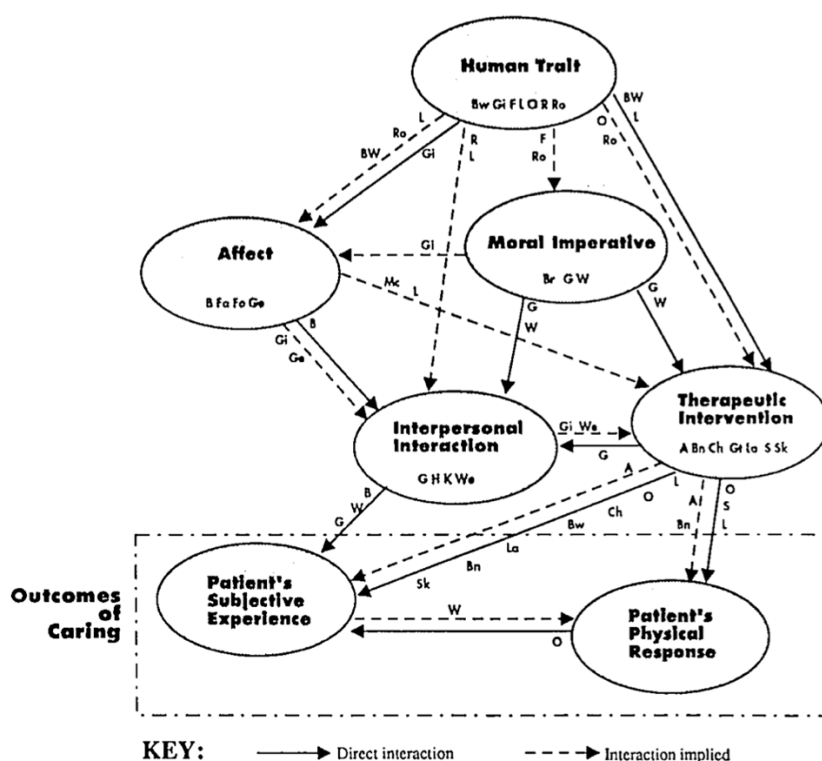 Human Trait
Bw Gi F L O R Ro
L
Ro
BW
Gi
R
L
F
Ro
O
Ro
BW
L
Affect
B Fa Fo Ge
Gi
Moral Imperative
Br G W
Mc L
G
W
G
W
B
Gi
Ge
Interpersonal
Interaction
G H K We
Gi We
G
Therapeutic
Intervention
A Bn Ch Gt La S Sk
B
W
G
A
L
O
Ch
Bw
La
Bn
Sk
A
Bn
O
S
L
Outcomes
of
Caring
Patient's
Subjective
Experience
W
O
Patient's
Physical
Response
KEY:
Direct interaction
Interaction implied